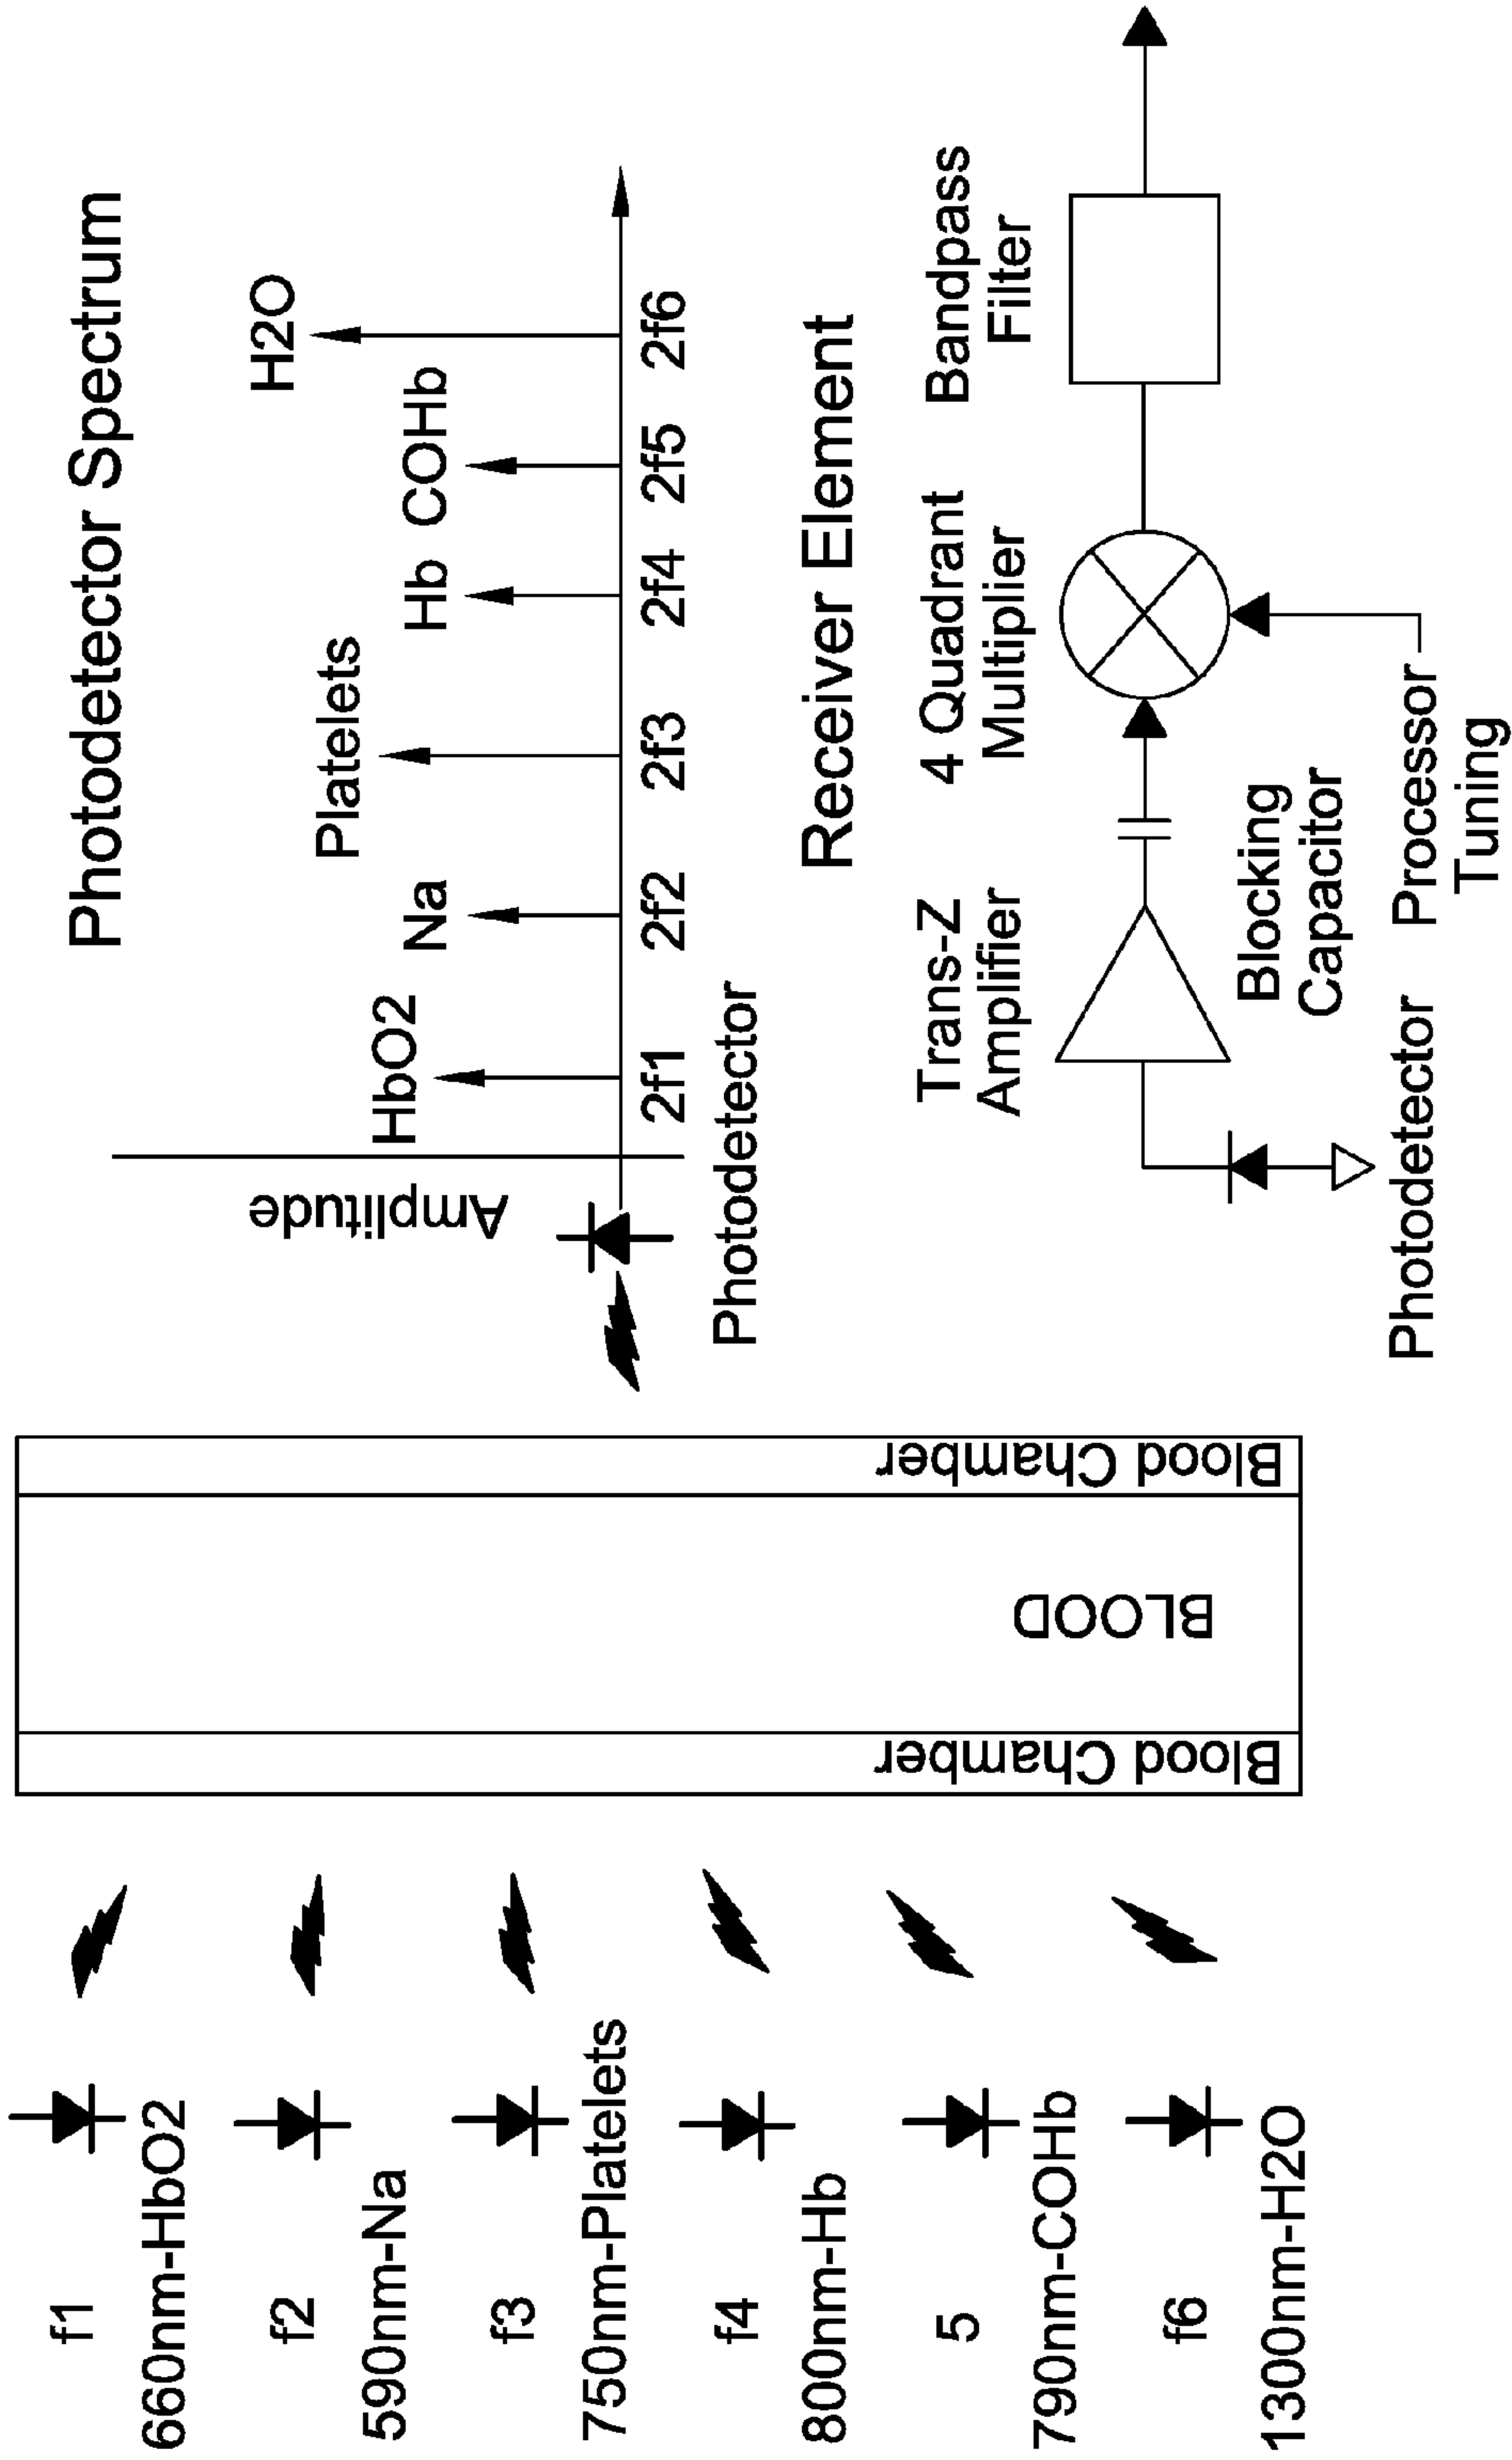 f1
660nm-HbO2
f2
590nm-Na
f3
750nm-Platelets
f4
800nm-Hb
5
790nm-COHb
f6
1300nm-H2O
Blood Chamber
BLOOD
Blood Chamber
Photodetector Spectrum
Amplitude
HbO2
Na
Platelets
Hb
COHb
H2O
2f1
2f2
2f3
2f4
2f5
2f6
Photodetector
Receiver Element
Trans-Z
Amplifier
4 Quadrant
Multiplier
Bandpass
Filter
Blocking
Capacitor
Photodetector
Processor
Tuning